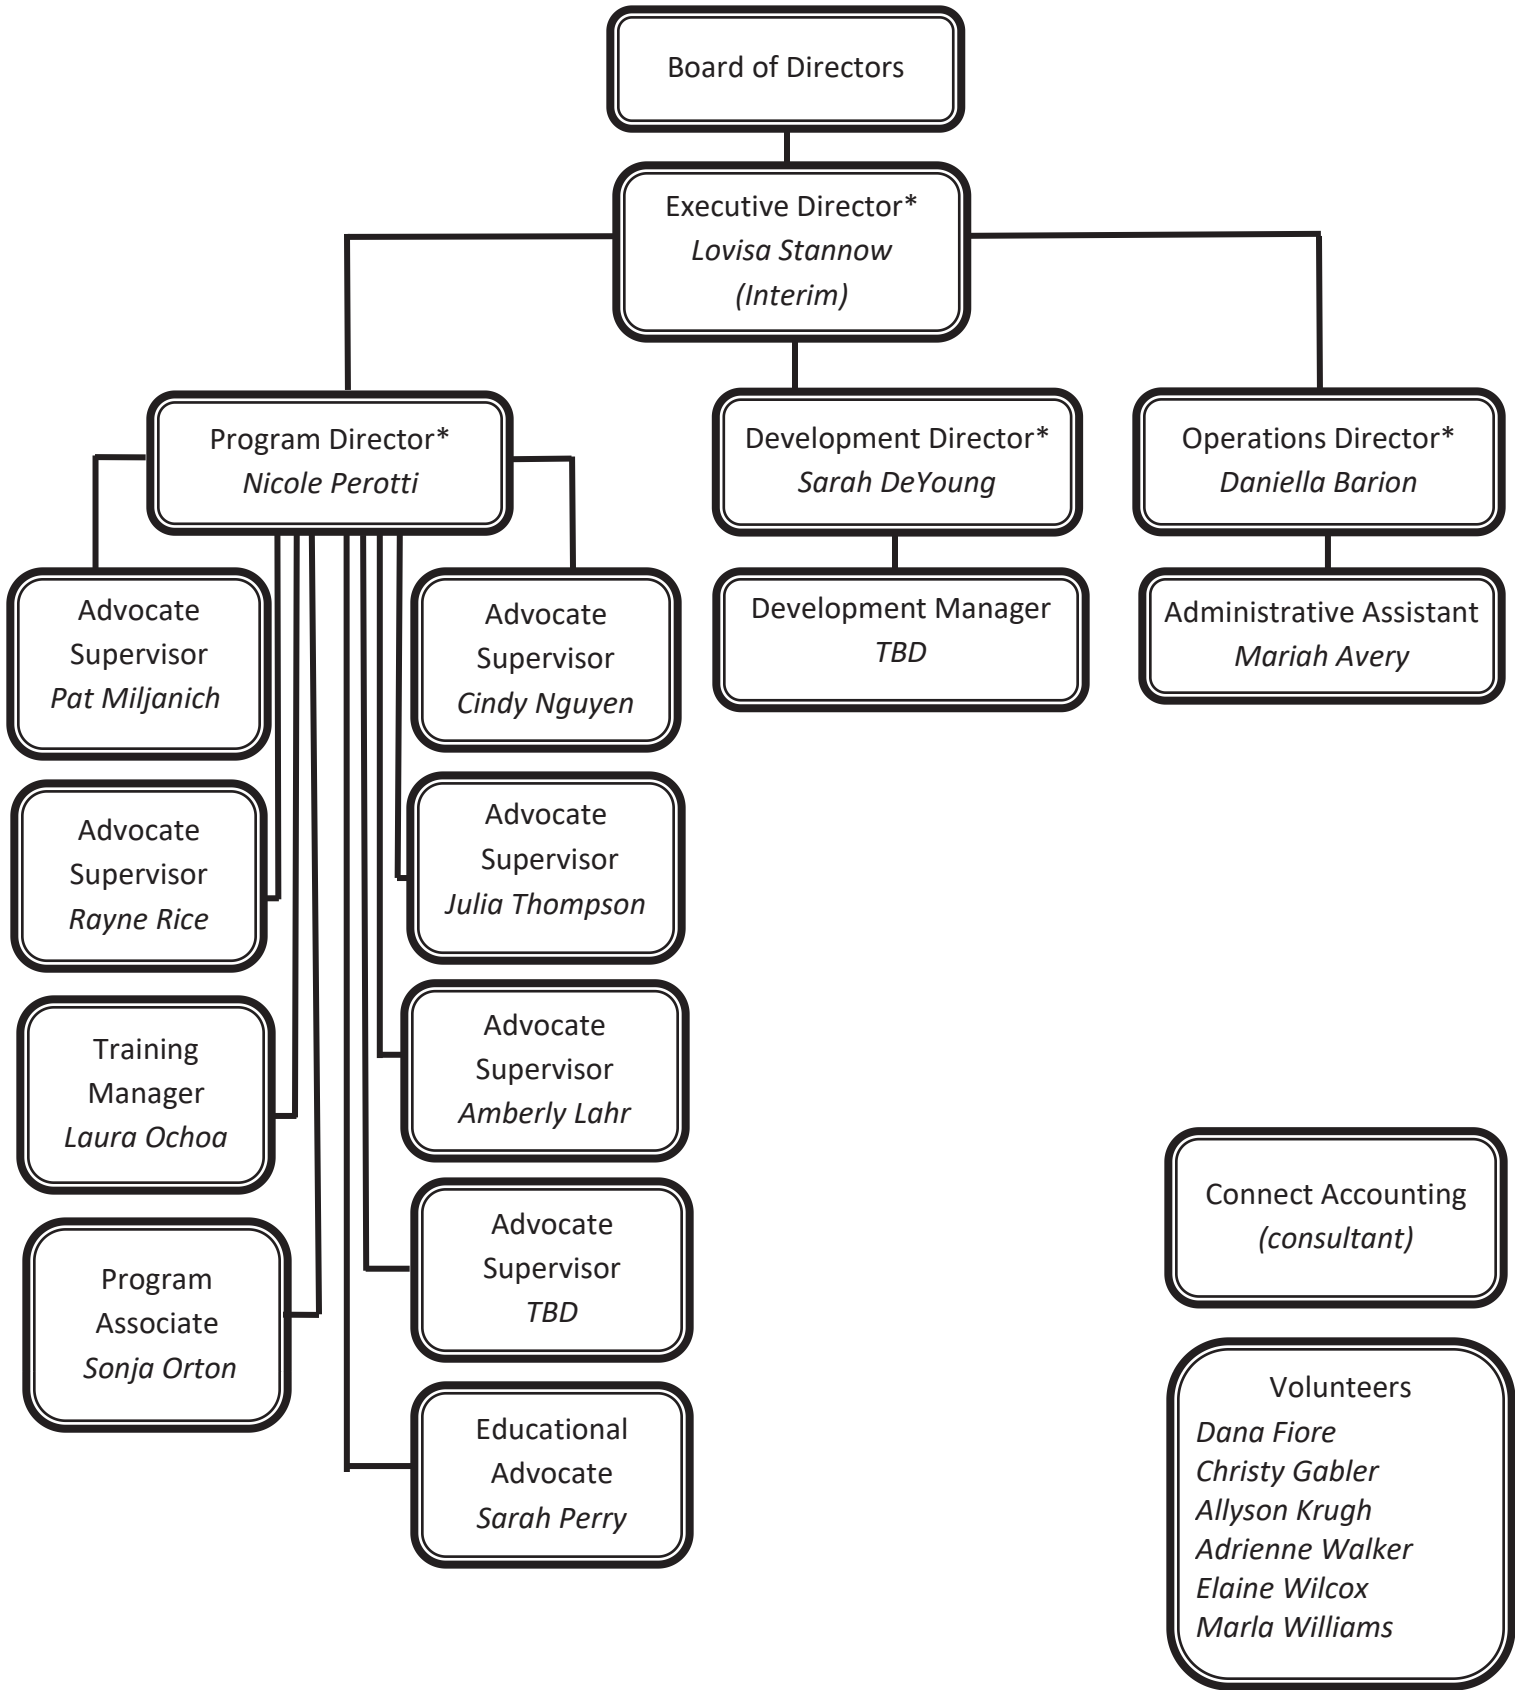 Board of Directors
Executive Director*
Lovisa Stannow
(Interim)
Program Director*
Nicole Perotti
Development Director*
Sarah DeYoung
Operations Director*
Daniella Barion
Advocate
Supervisor
Pat Miljanich
Advocate
Supervisor
Cindy Nguyen
Development Manager
TBD
Administrative Assistant
Mariah Avery
Advocate
Supervisor
Rayne Rice
Advocate
Supervisor
Julia Thompson
Training
Manager
Laura Ochoa
Advocate
Supervisor
Amberly Lahr
Program
Associate
Sonja Orton
Advocate
Supervisor
TBD
Educational
Advocate
Sarah Perry
Connect Accounting
(consultant)
Volunteers
Dana Fiore
Christy Gabler
Allyson Krugh
Adrienne Walker
Elaine Wilcox
Marla Williams